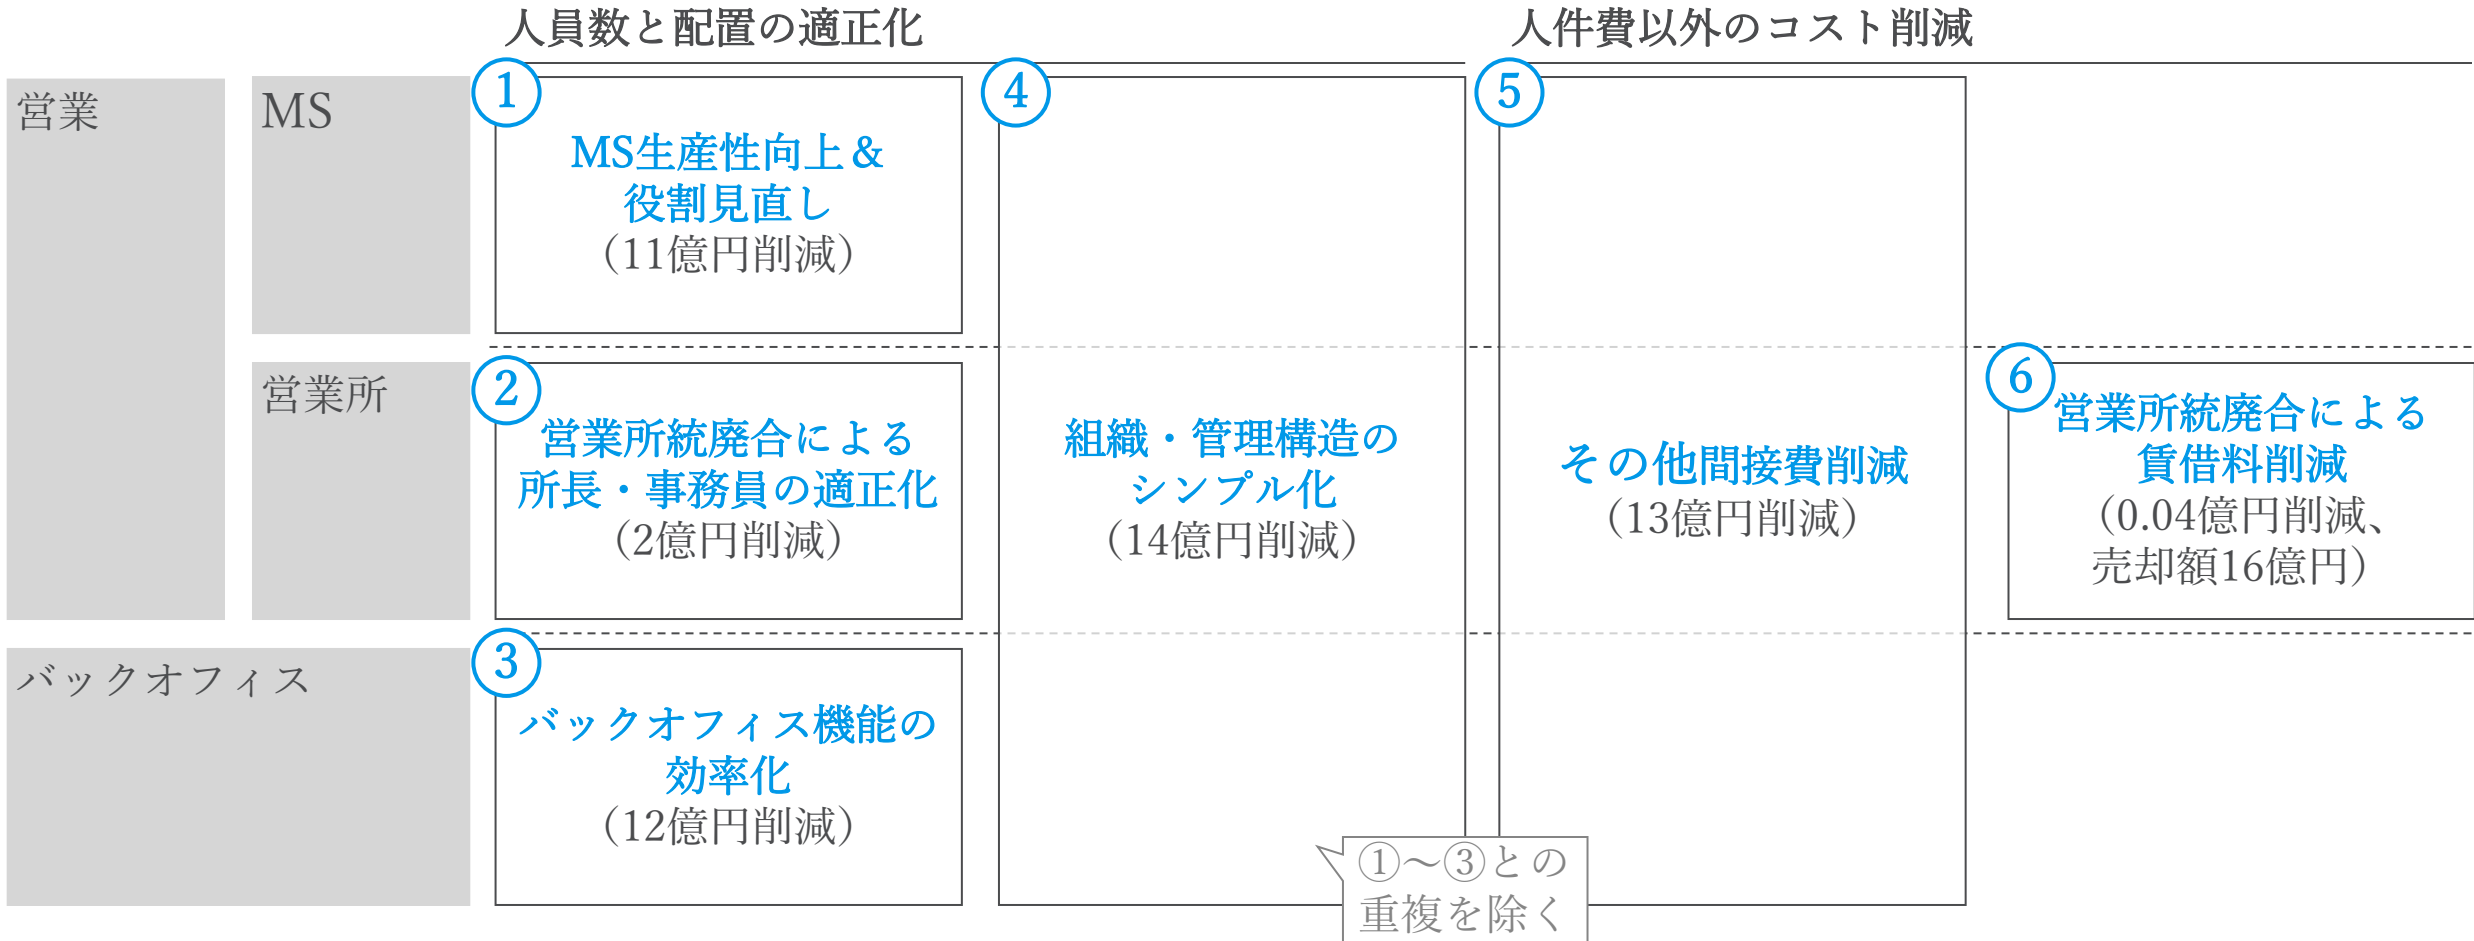 人員数と配置の適正化
人件費以外のコスト削減
営業
MS
①
MS生産性向上&
役割見直し
（11億円削減）
営業所
②
営業所統廃合による
所長・事務員の適正化
（2億円削減）
バックオフィス
③
バックオフィス機能の
効率化
（12億円削減）
④
組織・管理構造の
シンプル化
（14億円削減）
①～③との
重複を除く
⑤
その他間接費削減
（13億円削減）
⑥
営業所統廃合による
賃借料削減
（0.04億円削減、
売却額16億円）